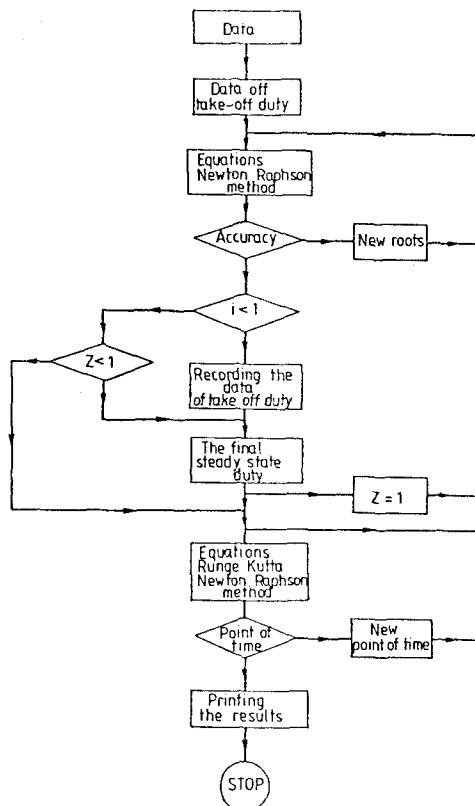 Data
Data off
take-off duty
Equations
Newton Raphson
method
Accuracy
New roots
i < 1
Z < 1
Recording the
data
of take off duty
The final
steady state
duty
Z = 1
Equations
Runge Kutta
Newton Raphson
method
Point of
time
New
point of time
Printing
the results
STOP